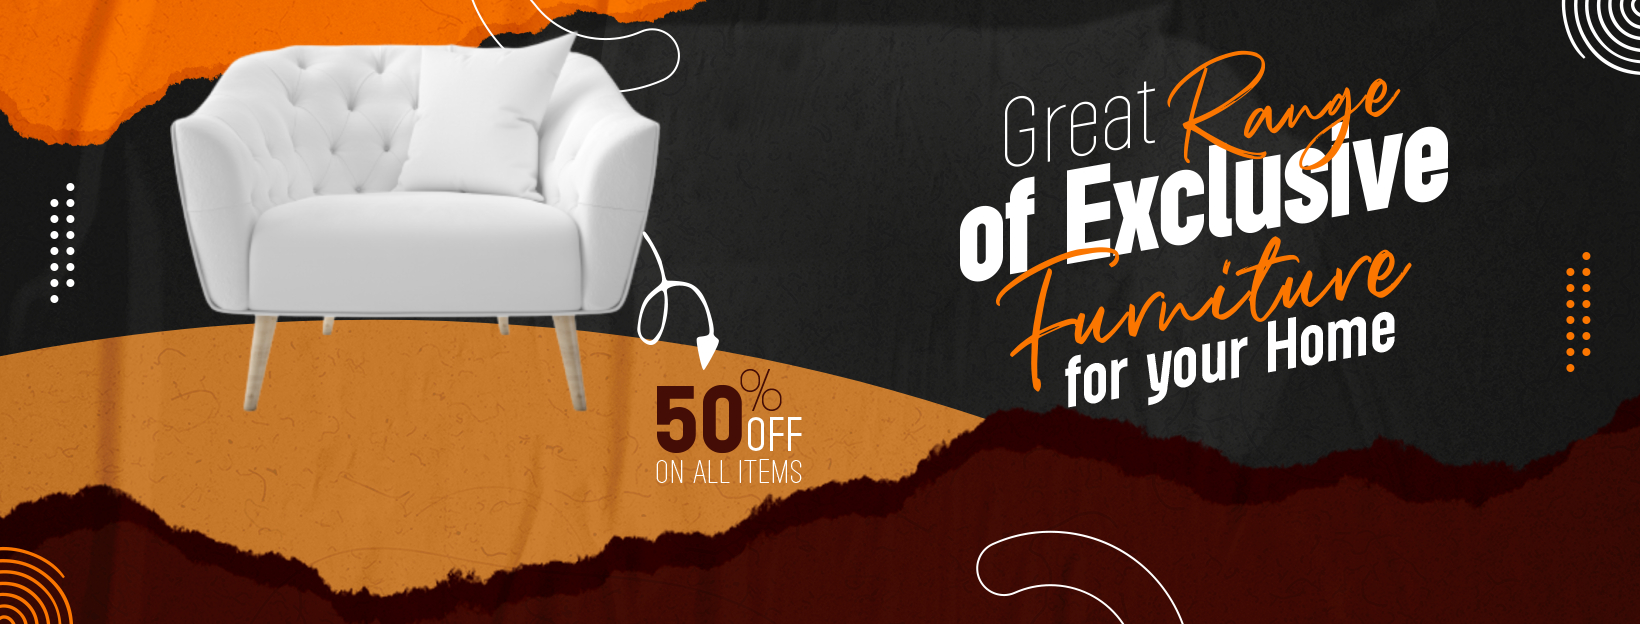 Great Range
of Exclusive
Furniture
for your Home
50%
OFF
ON ALL ITEMS